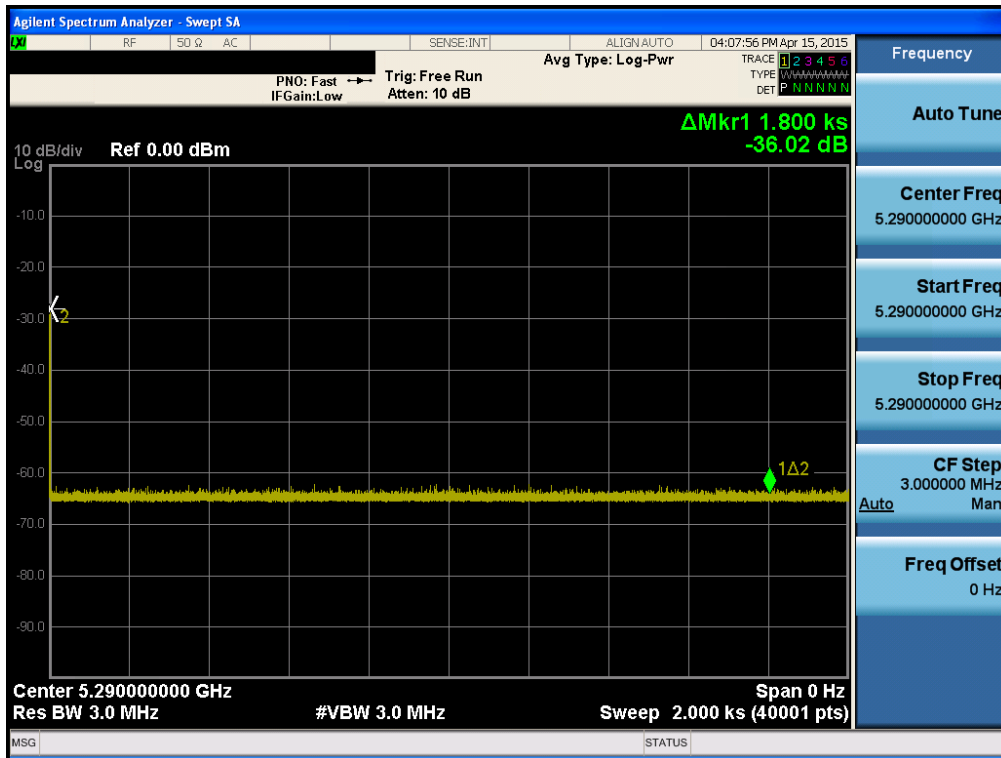 Agilent Spectrum Analyzer - Swept SA
LXI RF 50 Ω AC SENSE:INT ALIGNAUTO 04:07:56 PM Apr 15, 2015
Avg Type: Log-Pwr
TRACE 1 2 3 4 5 6
TYPE
DET P N N N N N
PNO: Fast Trig: Free Run
IFGain:Low Atten: 10 dB
ΔMkr1 1.800 ks
-36.02 dB
10 dB/div Ref 0.00 dBm
Log
-10.0
-20.0
-30.0
2
-40.0
-50.0
-60.0
1Δ2
-70.0
-80.0
-90.0
Center 5.290000000 GHz Span 0 Hz
Res BW 3.0 MHz #VBW 3.0 MHz Sweep 2.000 ks (40001 pts)
MSG STATUS
Frequency
Auto Tune
Center Freq
5.290000000 GHz
Start Freq
5.290000000 GHz
Stop Freq
5.290000000 GHz
CF Step
3.000000 MHz
Auto Man
Freq Offset
0 Hz